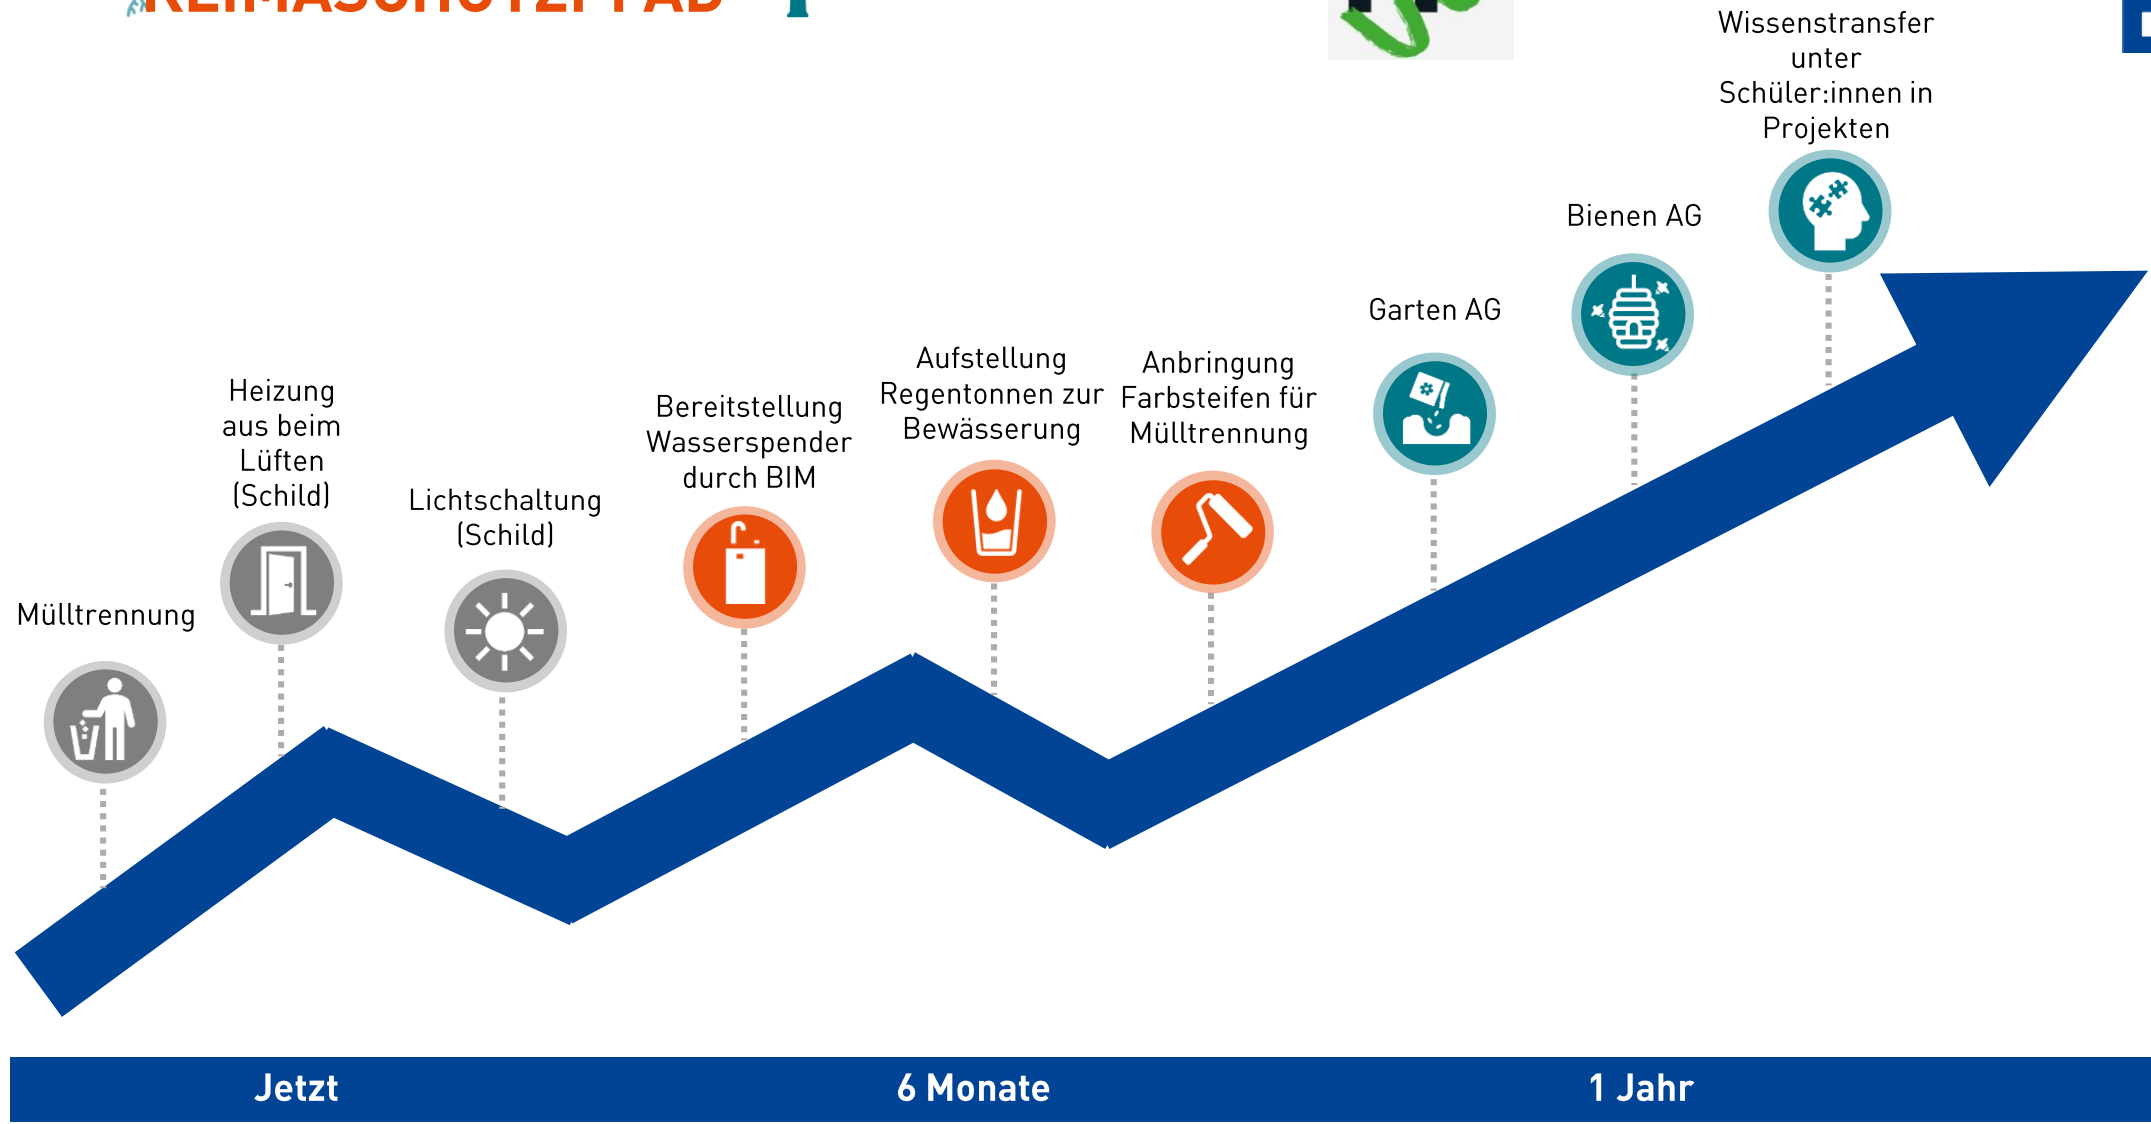 KLIMASCHUTZPFAD
Wissenstransfer
unter
Schüler:innen in
Projekten
Bienen AG
Garten AG
Aufstellung
Regentonnen zur
Bewässerung
Anbringung
Farbsteifen für
Mülltrennung
Heizung
aus beim
Lüften
(Schild)
Bereitstellung
Wasserspender
durch BIM
Lichtschaltung
(Schild)
Mülltrennung
Jetzt
6 Monate
1 Jahr